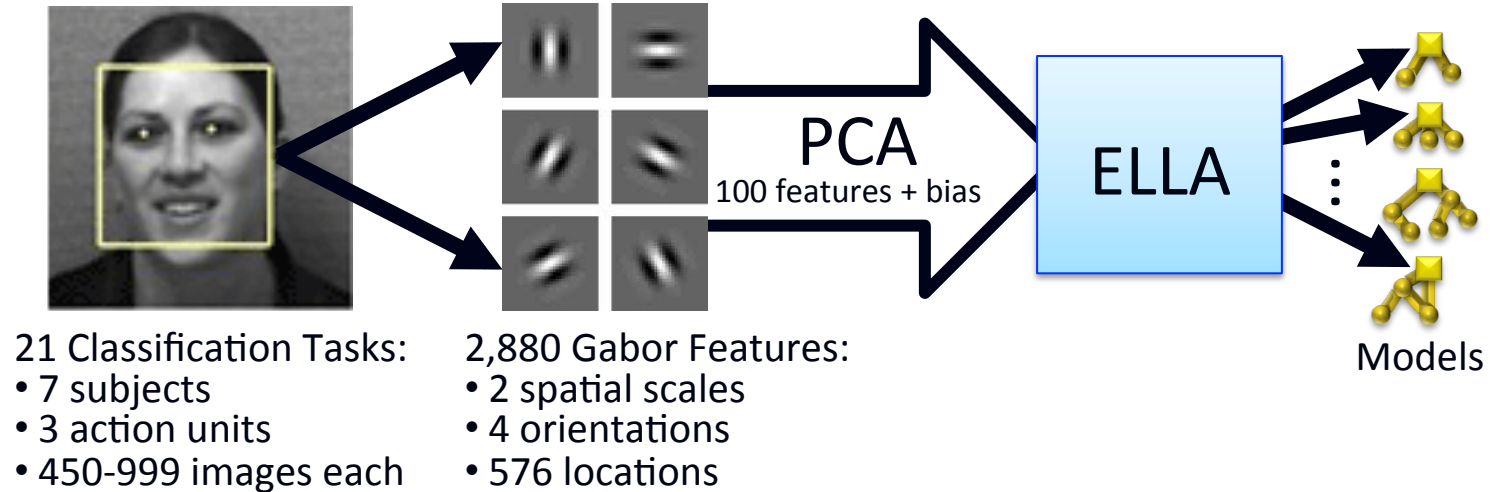 PCA
100 features + bias
ELLA
⋮
21 Classification Tasks:
• 7 subjects
• 3 action units
• 450-999 images each
2,880 Gabor Features:
• 2 spatial scales
• 4 orientations
• 576 locations
Models